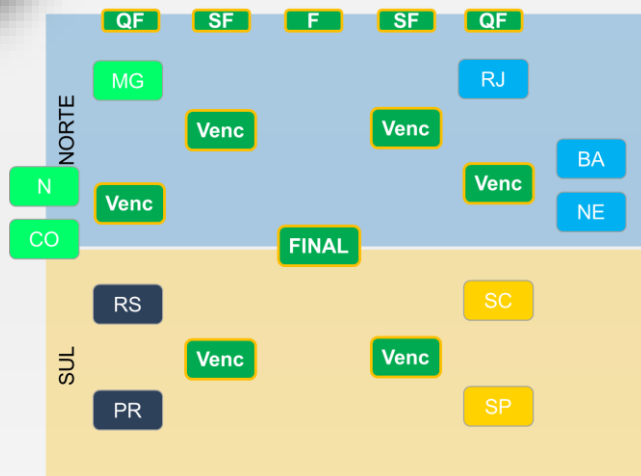 QF SF F SF QF
MG RJ
NORTE
Venc Venc
BA
N Venc Venc
NE
CO
FINAL
RS SC
SUL
Venc Venc
PR SP